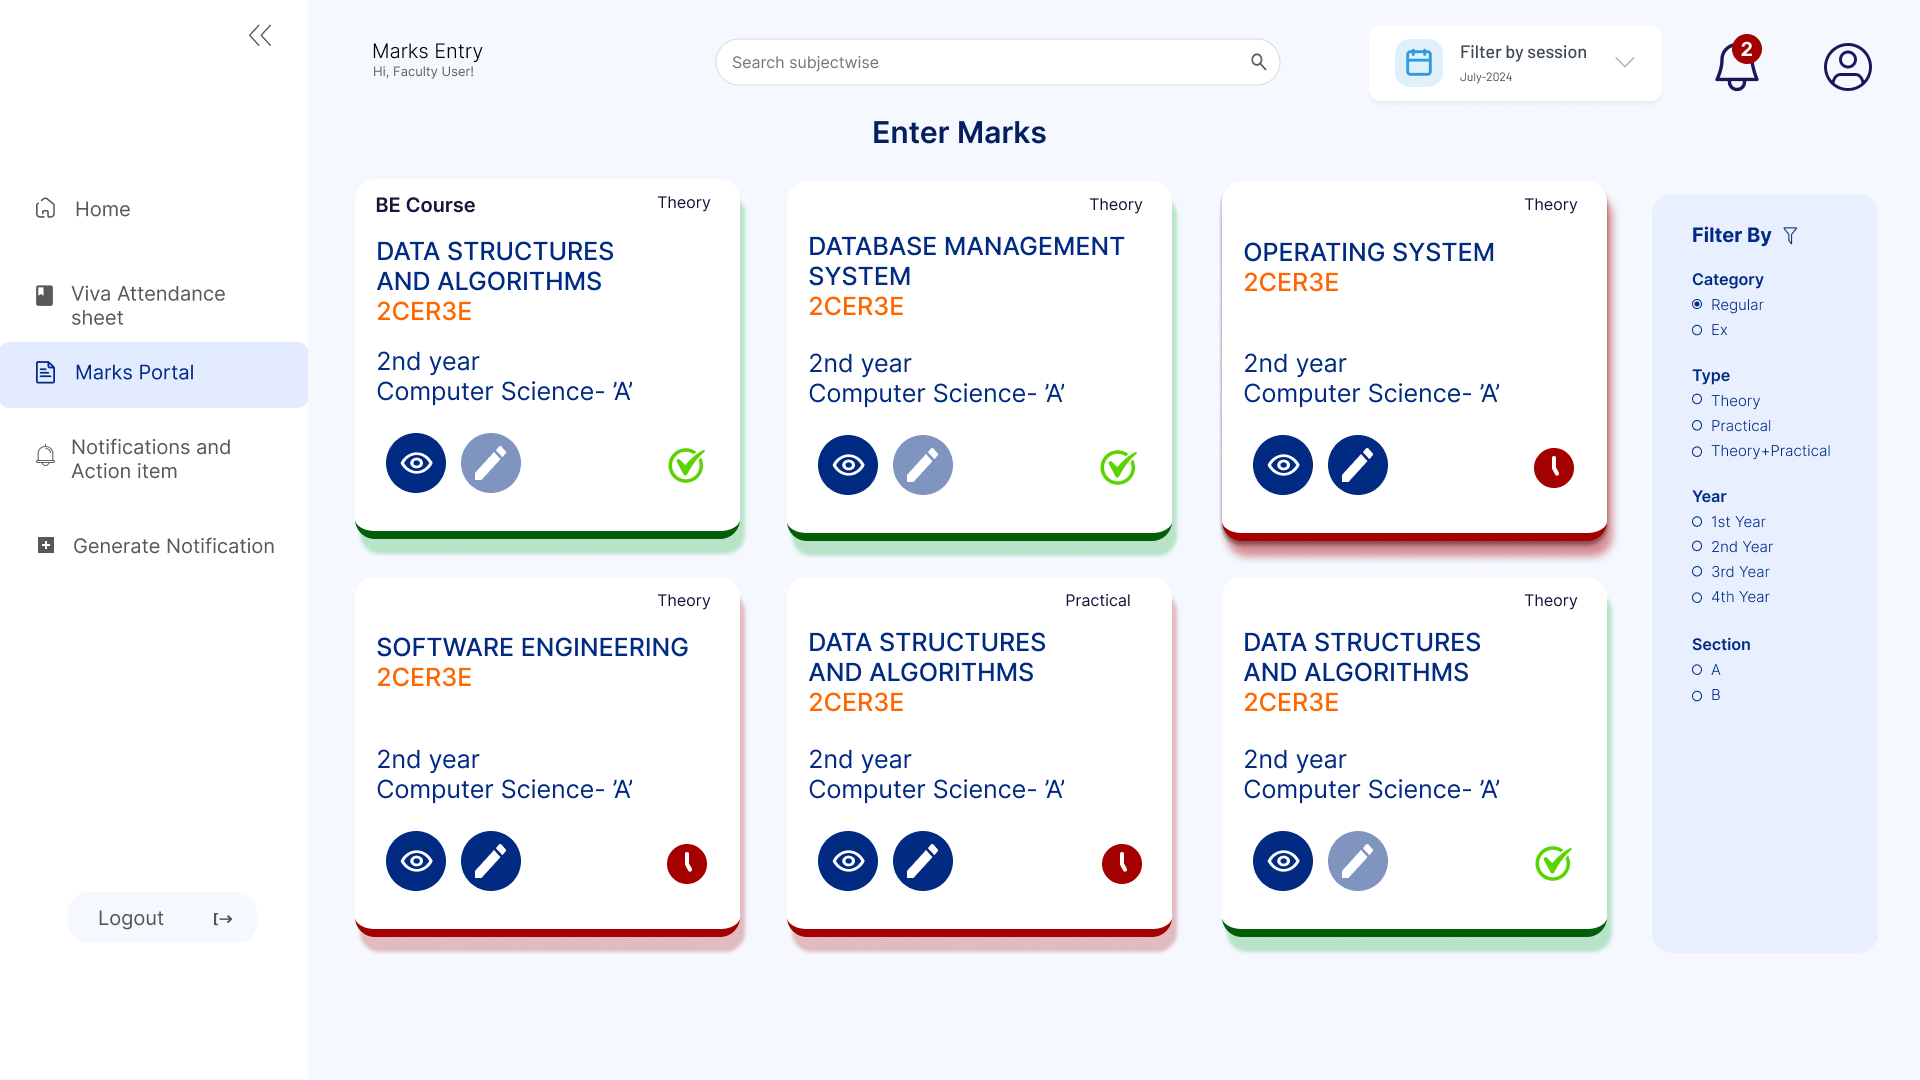 Marks Entry
Hi, Faculty User!
Search subjectwise
Filter by session
July-2024
2
Enter Marks
Home
Viva Attendance
sheet
Marks Portal
Notifications and
Action item
Generate Notification
Logout
BE Course
Theory
DATA STRUCTURES
AND ALGORITHMS
2CER3E
2nd year
Computer Science- ’A’
Theory
DATABASE MANAGEMENT
SYSTEM
2CER3E
2nd year
Computer Science- ’A’
Theory
OPERATING SYSTEM
2CER3E
2nd year
Computer Science- ’A’
Theory
SOFTWARE ENGINEERING
2CER3E
2nd year
Computer Science- ’A’
Practical
DATA STRUCTURES
AND ALGORITHMS
2CER3E
2nd year
Computer Science- ’A’
Theory
DATA STRUCTURES
AND ALGORITHMS
2CER3E
2nd year
Computer Science- ’A’
Filter By
Category
Regular
Ex
Type
Theory
Practical
Theory+Practical
Year
1st Year
2nd Year
3rd Year
4th Year
Section
A
B